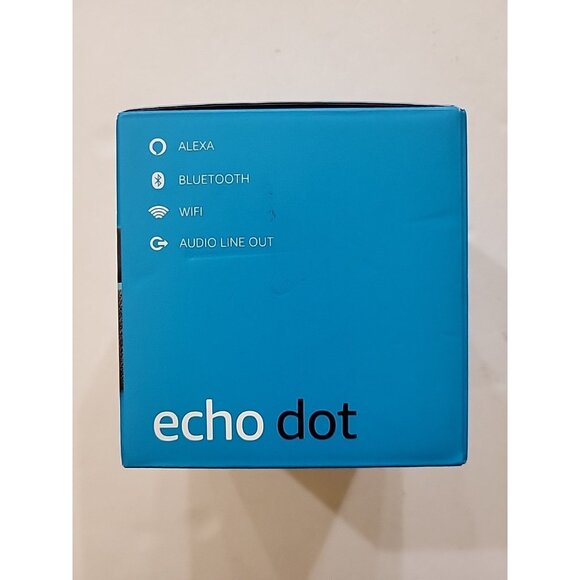 ALEXA
BLUETOOTH
WIFI
AUDIO LINE OUT
echo dot